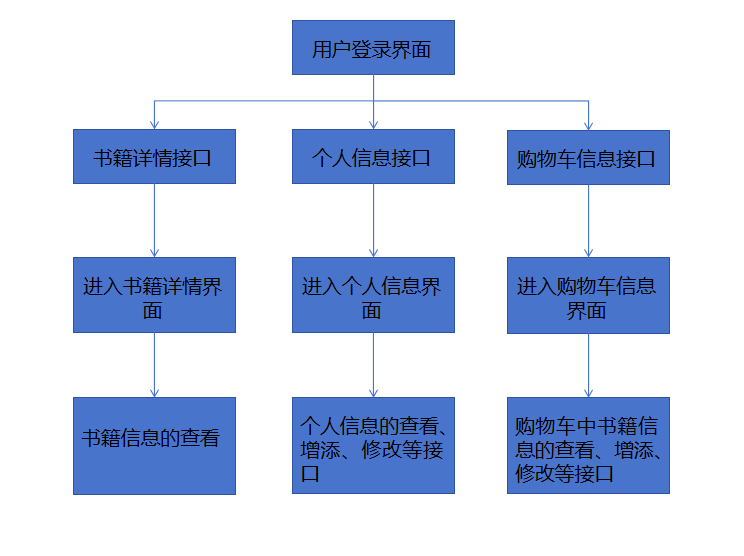 用户登录界面
书籍详情接口
个人信息接口
购物车信息接口
进入书籍详情界
面
进入个人信息界
面
进入购物车信息
界面
书籍信息的查看
个人信息的查看、
增添、修改等接
口
购物车中书籍信
息的查看、增添、
修改等接口